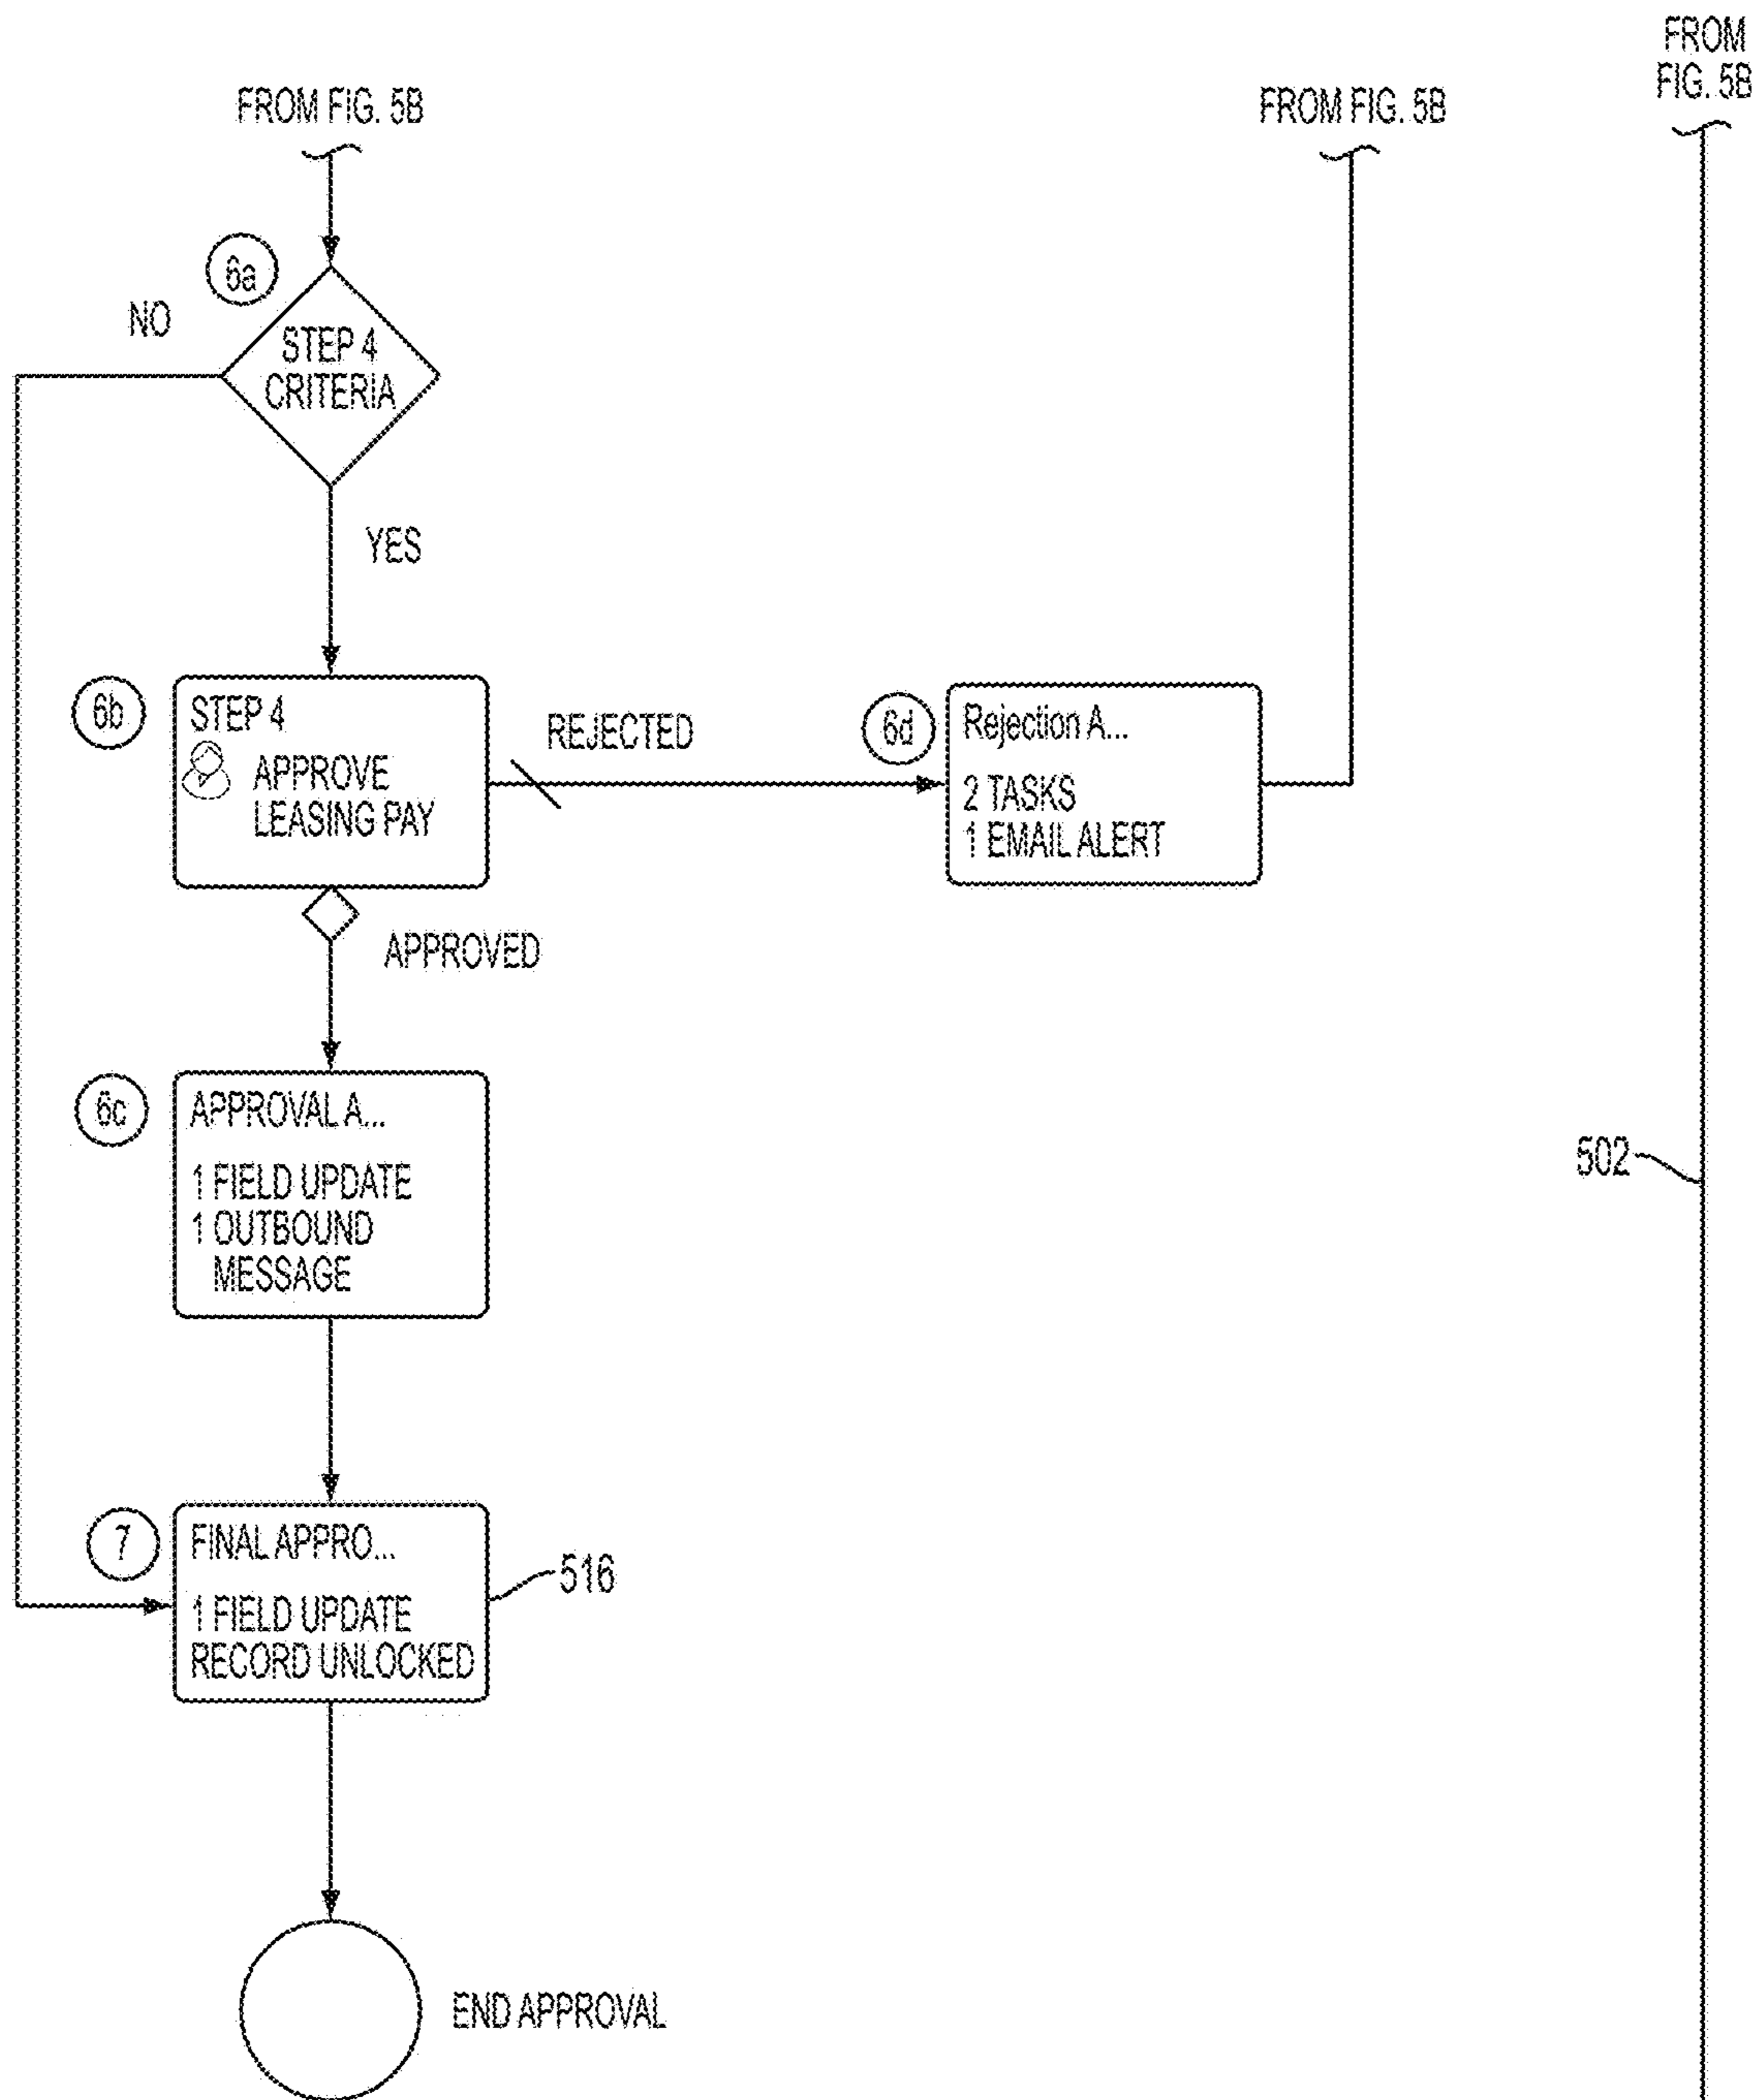 FROM
FIG. 5B
FROM FIG. 5B
FROM FIG. 5B
6a
NO
STEP 4
CRITERIA
YES
6b
STEP 4
APPROVE
LEASING PAY
REJECTED
6d
Rejection A...
2 TASKS
1 EMAIL ALERT
APPROVED
6c
APPROVAL A...
1 FIELD UPDATE
1 OUTBOUND
MESSAGE
502
7
FINAL APPRO...
1 FIELD UPDATE
RECORD UNLOCKED
516
END APPROVAL